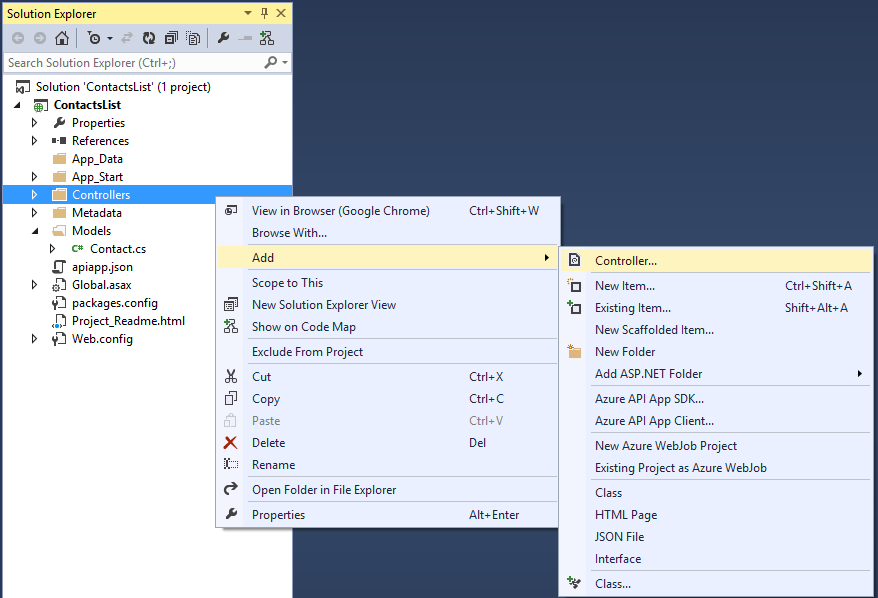 Solution Explorer
Search Solution Explorer (Ctrl+;)
Solution 'ContactsList' (1 project)
ContactsList
Properties
References
App_Data
App_Start
Controllers
Metadata
Models
C# Contact.cs
apiapp.json
Global.asax
packages.config
Project_Readme.html
Web.config
View in Browser (Google Chrome) Ctrl+Shift+W
Browse With...
Add
Scope to This
New Solution Explorer View
Show on Code Map
Exclude From Project
Cut Ctrl+X
Copy Ctrl+C
Paste Ctrl+V
Delete Del
Rename
Open Folder in File Explorer
Properties Alt+Enter
Controller...
New Item... Ctrl+Shift+A
Existing Item... Shift+Alt+A
New Scaffolded Item...
New Folder
Add ASP.NET Folder
Azure API App SDK...
Azure API App Client...
New Azure WebJob Project
Existing Project as Azure WebJob
Class
HTML Page
JSON File
Interface
Class...